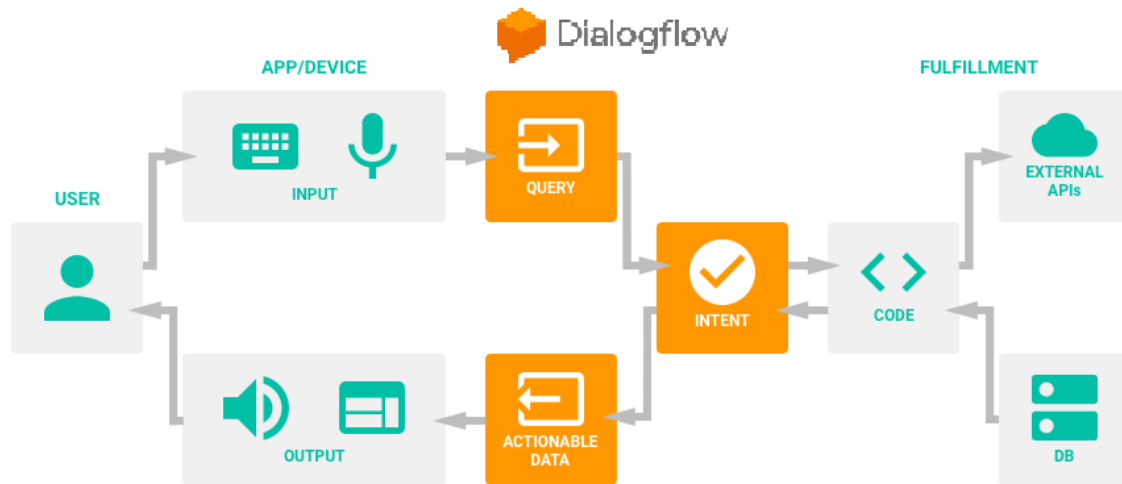 Dialogflow
APP/DEVICE
FULFILLMENT
INPUT
QUERY
EXTERNAL
APIs
USER
INTENT
CODE
OUTPUT
ACTIONABLE
DATA
DB